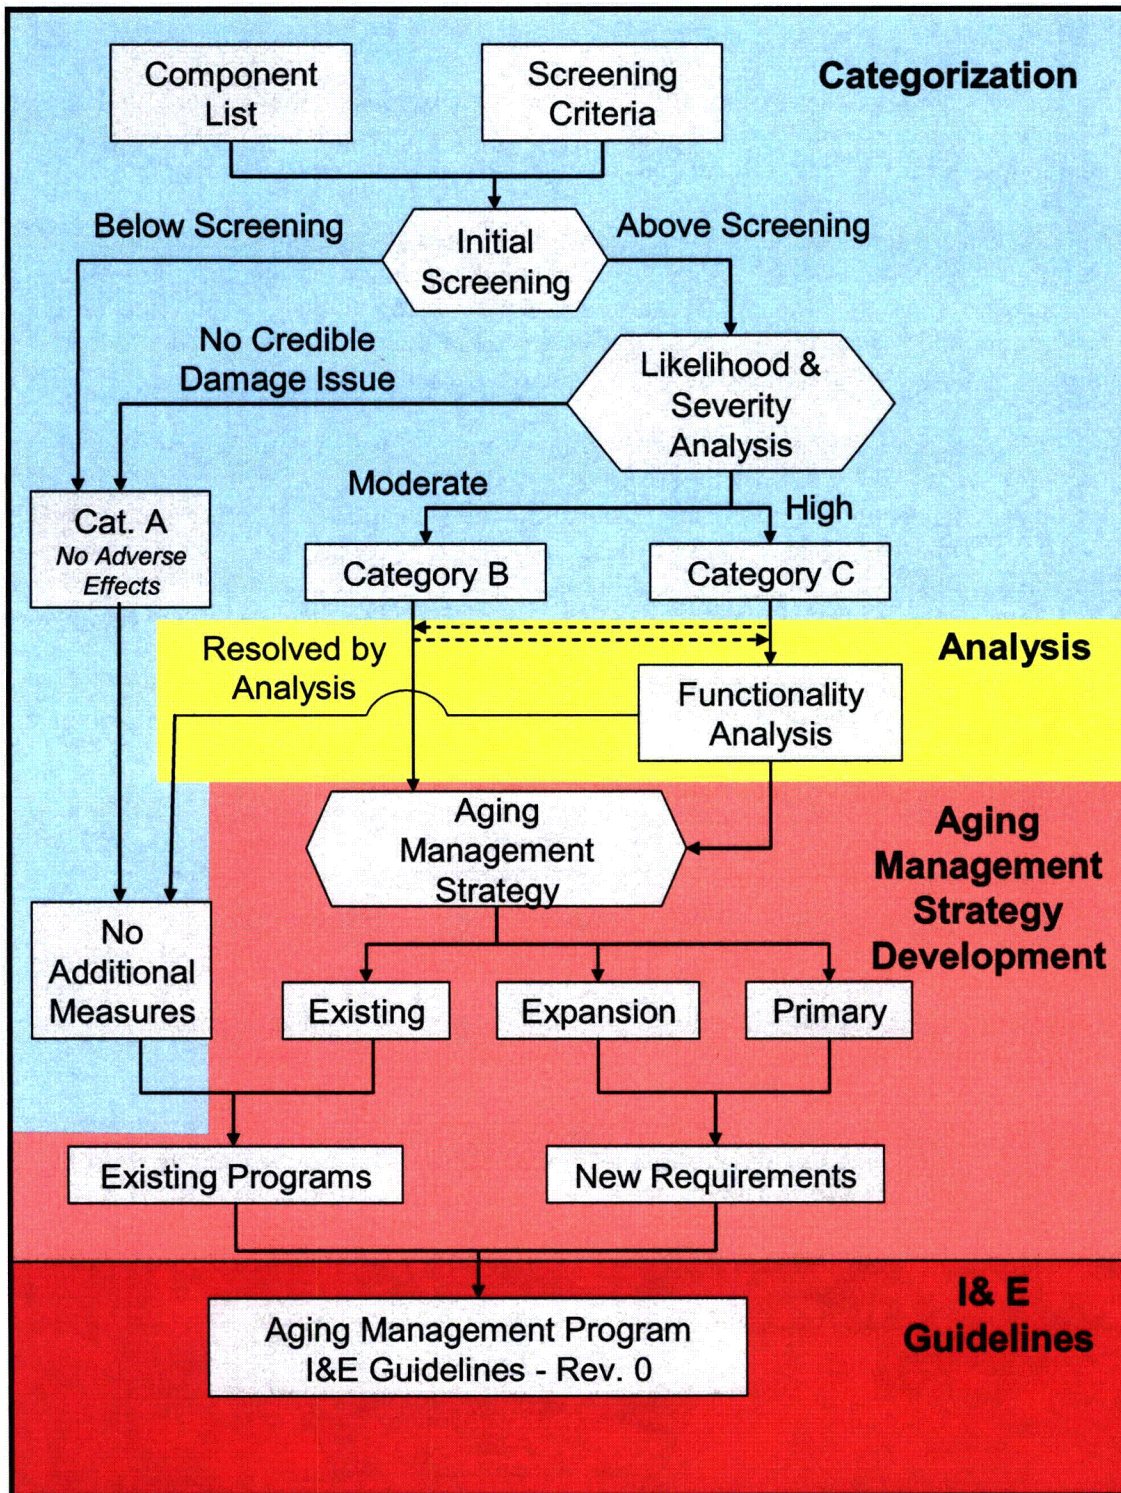 Component
List
Screening
Criteria
Categorization
Below Screening
Initial
Screening
Above Screening
No Credible
Damage Issue
Likelihood &
Severity
Analysis
Moderate
High
Cat. A
No Adverse
Effects
Category B
Category C
Resolved by
Analysis
Analysis
Functionality
Analysis
Aging
Management
Strategy
Aging
Management
Strategy
Development
No
Additional
Measures
Existing
Expansion
Primary
Existing Programs
New Requirements
I& E
Guidelines
Aging Management Program
I&E Guidelines - Rev. 0